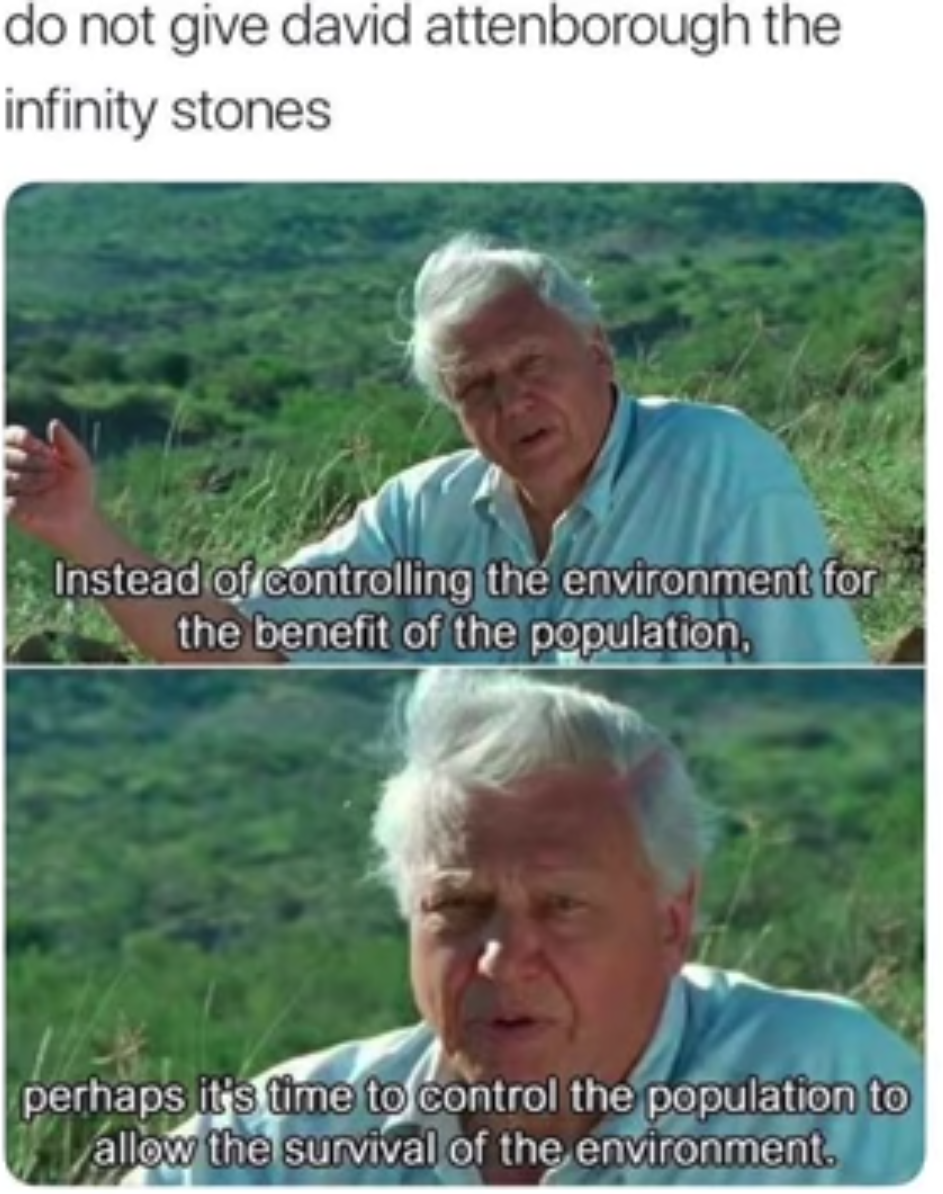 do not give david attenborough the
infinity stones
Instead of controlling the environment for
the benefit of the population,
perhaps it's time to control the population to
allow the survival of the environment.